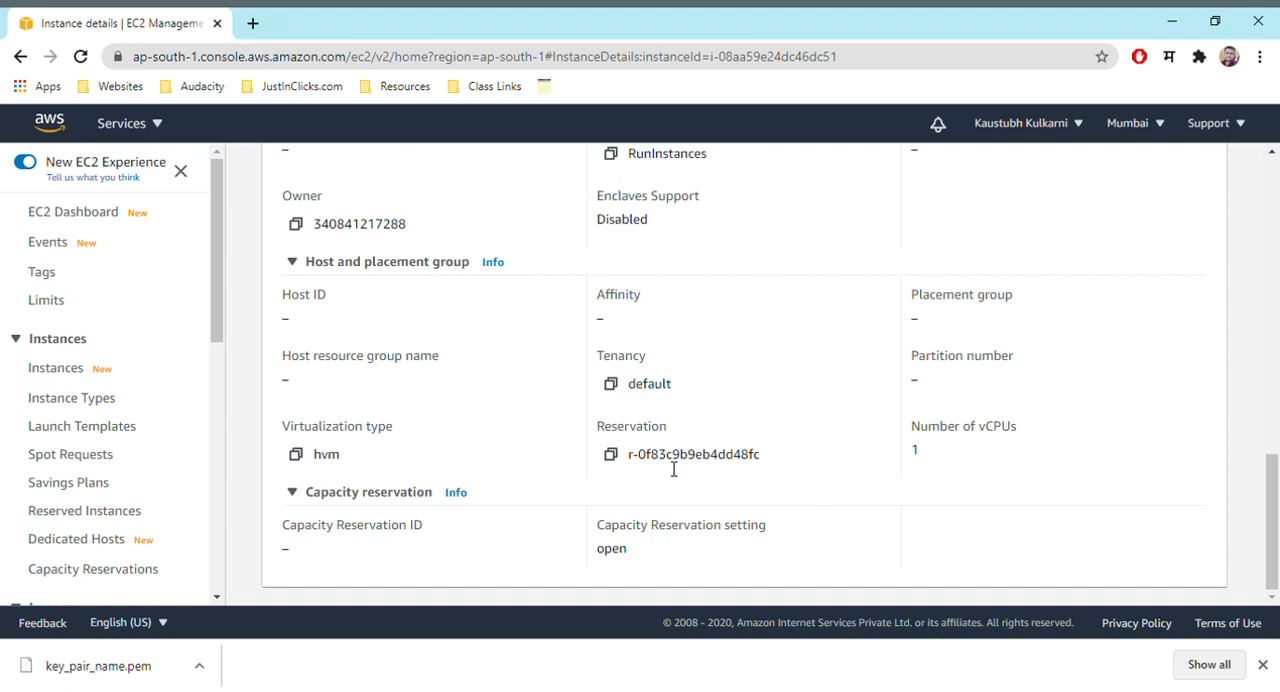 Instance details | EC2 Manageme
ap-south-1.console.aws.amazon.com/ec2/v2/home?region=ap-south-1#InstanceDetails:instanceId=i-08aa59e24dc46dc51
Apps Websites Audacity JustInClicks.com Resources Class Links
aws Services Kaustubh Kulkarni Mumbai Support
New EC2 Experience
Tell us what you think
EC2 Dashboard New
Events New
Tags
Limits
Instances
Instances New
Instance Types
Launch Templates
Spot Requests
Savings Plans
Reserved Instances
Dedicated Hosts New
Capacity Reservations
– RunInstances –
Owner Enclaves Support
340841217288 Disabled
Host and placement group Info
Host ID Affinity Placement group
– – –
Host resource group name Tenancy Partition number
– default –
Virtualization type Reservation Number of vCPUs
hvm r-0f83c9b9eb4dd48fc 1
Capacity reservation Info
Capacity Reservation ID Capacity Reservation setting
– open
Feedback English (US) © 2008 - 2020, Amazon Internet Services Private Ltd. or its affiliates. All rights reserved. Privacy Policy Terms of Use
key_pair_name.pem Show all